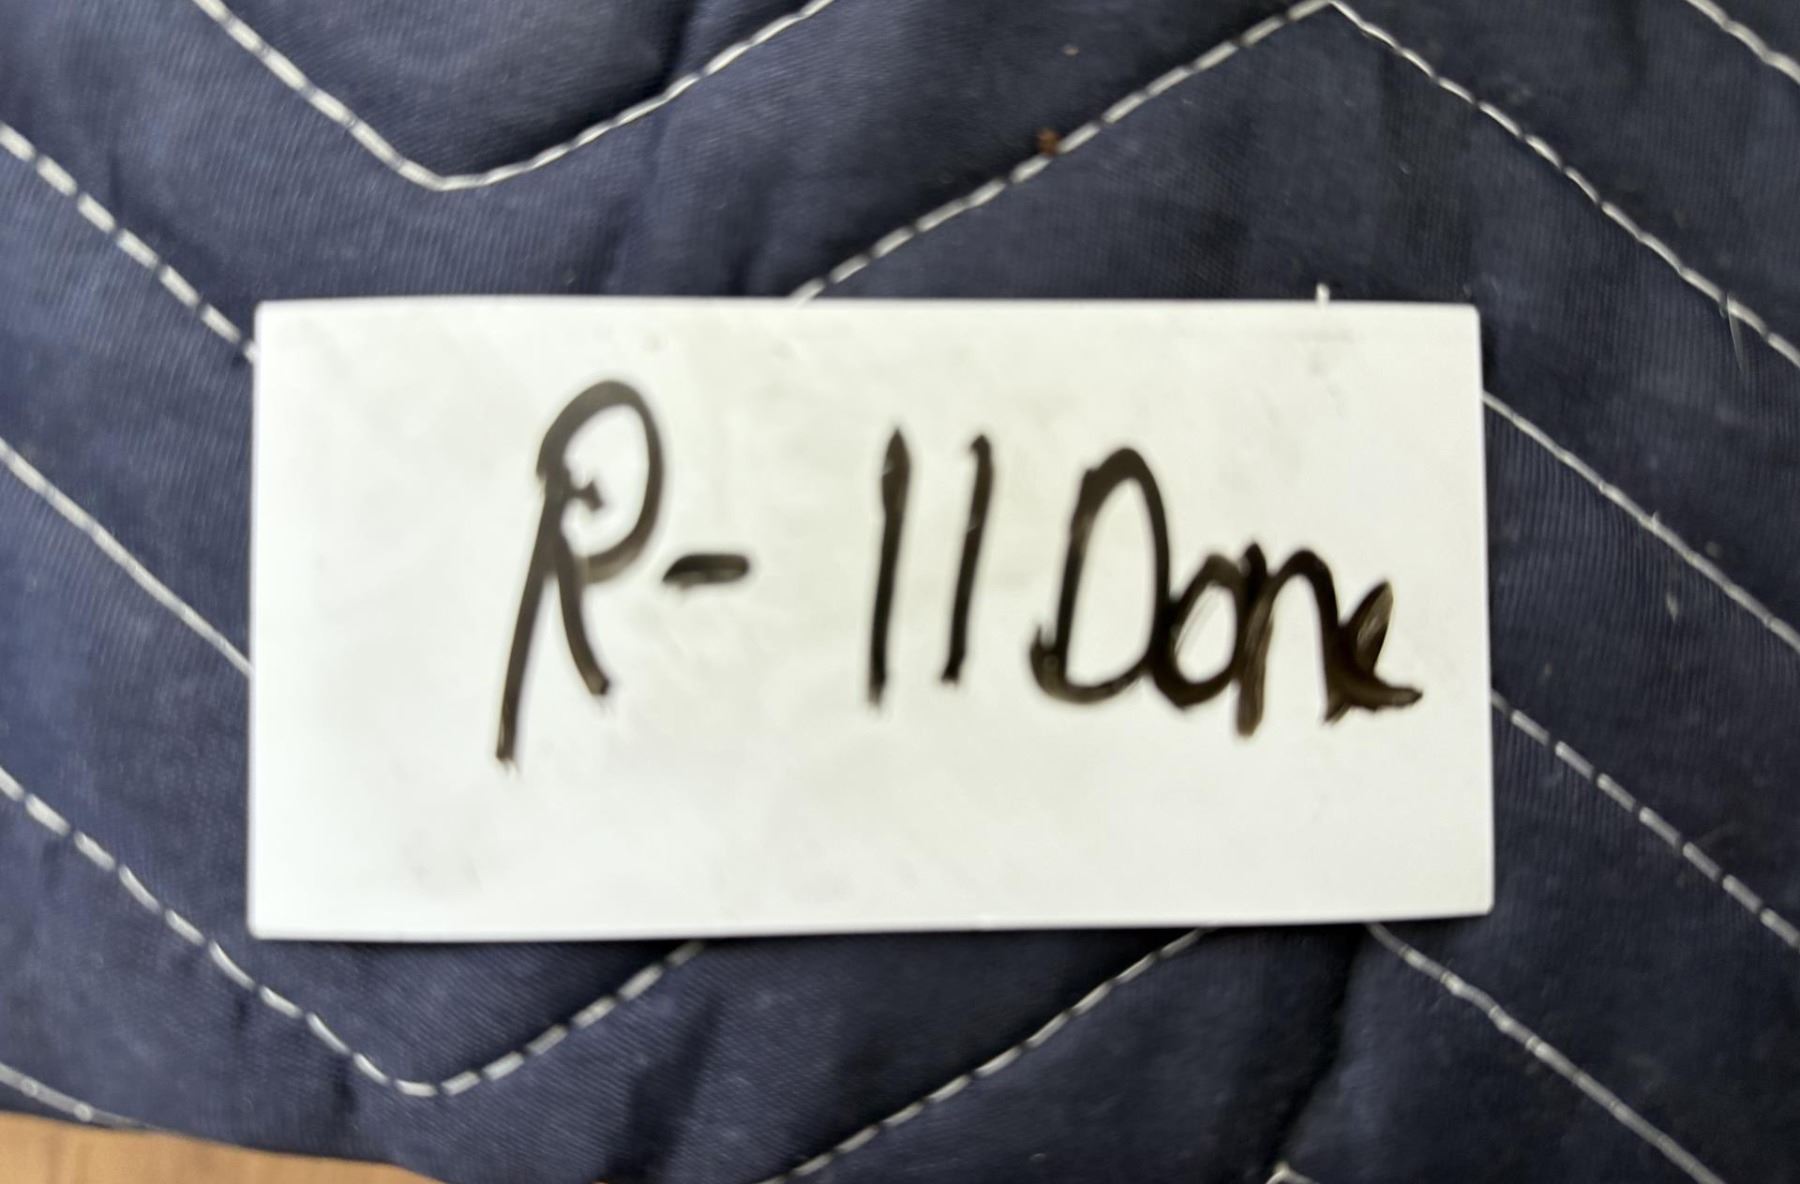 R- 11 Done